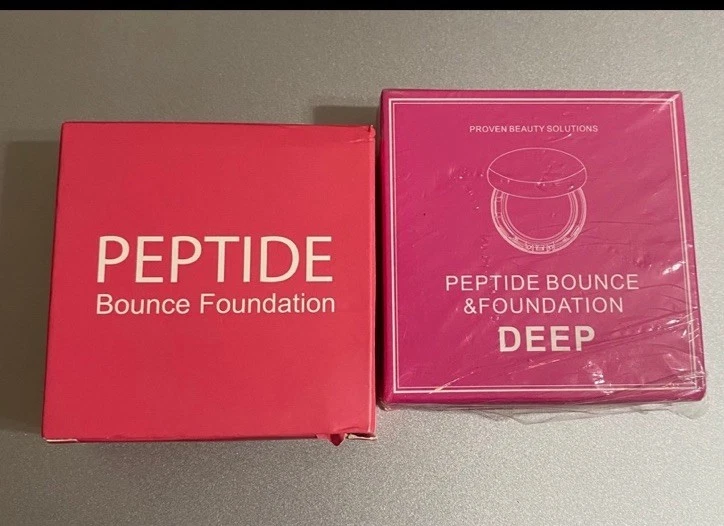 PEPTIDE
Bounce Foundation
PROVEN BEAUTY SOLUTIONS
PEPTIDE BOUNCE
&FOUNDATION
DEEP